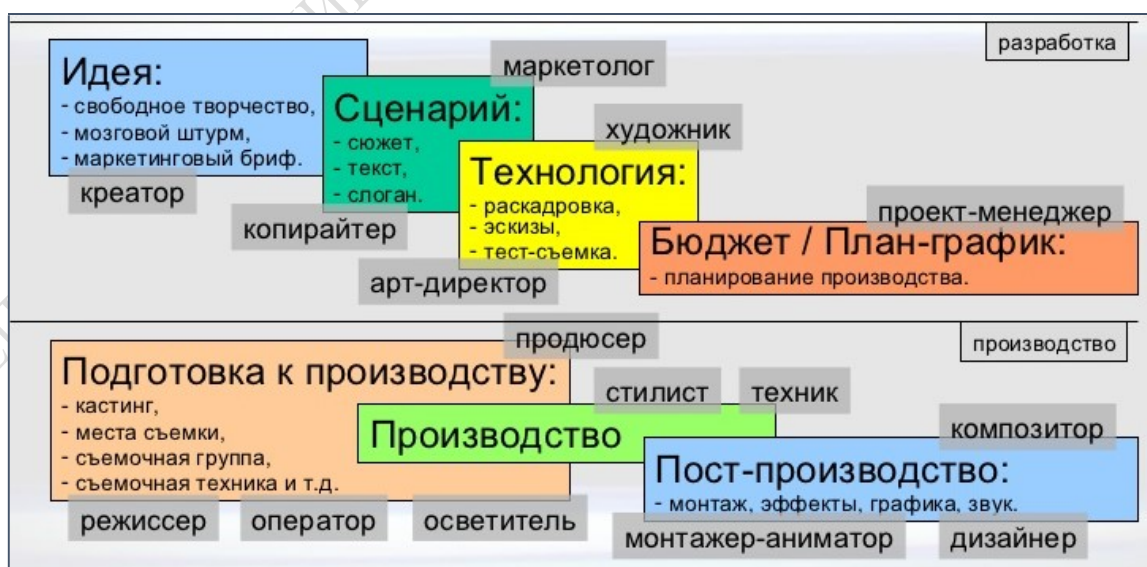 разработка
Идея:
- свободное творчество,
- мозговой штурм,
- маркетинговый бриф.
креатор
маркетолог
Сценарий:
- сюжет,
- текст,
- слоган.
копирайтер
художник
Технология:
- раскадровка,
- эскизы,
- тест-съемка.
арт-директор
проект-менеджер
Бюджет / План-график:
- планирование производства.
производство
продюсер
Подготовка к производству:
- кастинг,
- места съемки,
- съемочная группа,
- съемочная техника и т.д.
стилист
техник
Производство
композитор
Пост-производство:
- монтаж, эффекты, графика, звук.
режиссер
оператор
осветитель
монтажер-аниматор
дизайнер